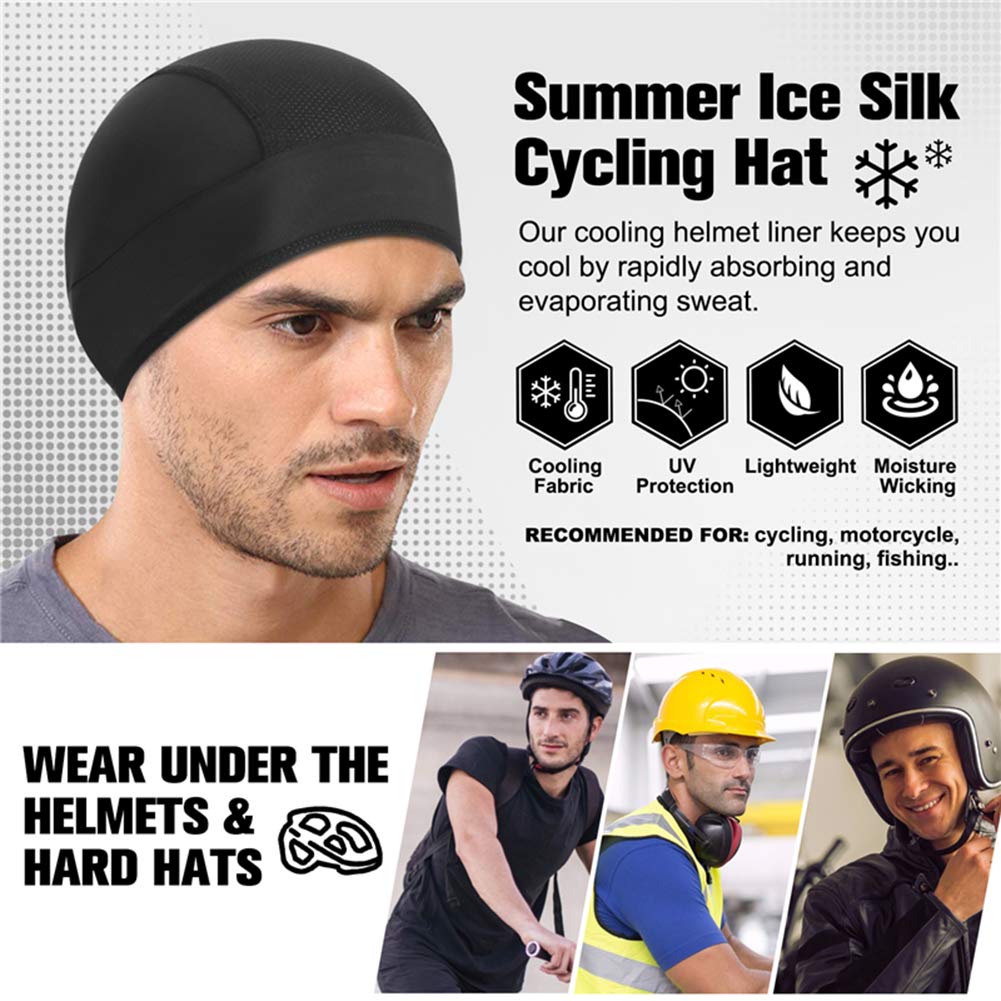 Summer Ice Silk
Cycling Hat
Our cooling helmet liner keeps you
cool by rapidly absorbing and
evaporating sweat.
Cooling
Fabric
UV
Protection
Lightweight
Moisture
Wicking
RECOMMENDED FOR: cycling, motorcycle,
running, fishing..
WEAR UNDER THE
HELMETS &
HARD HATS